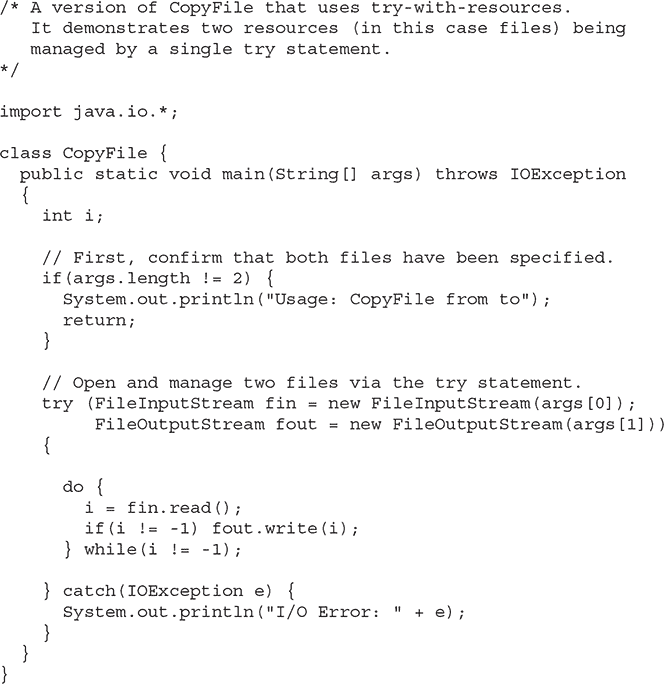 /* A version of CopyFile that uses try-with-resources.
   It demonstrates two resources (in this case files) being
   managed by a single try statement.
*/

import java.io.*;

class CopyFile {
  public static void main(String[] args) throws IOException
  {
    int i;

    // First, confirm that both files have been specified.
    if(args.length != 2) {
      System.out.println("Usage: CopyFile from to");
      return;
    }

    // Open and manage two files via the try statement.
    try (FileInputStream fin = new FileInputStream(args[0]);
         FileOutputStream fout = new FileOutputStream(args[1]))
    {

      do {
        i = fin.read();
        if(i != -1) fout.write(i);
      } while(i != -1);

    } catch(IOException e) {
      System.out.println("I/O Error: " + e);
    }
  }
}